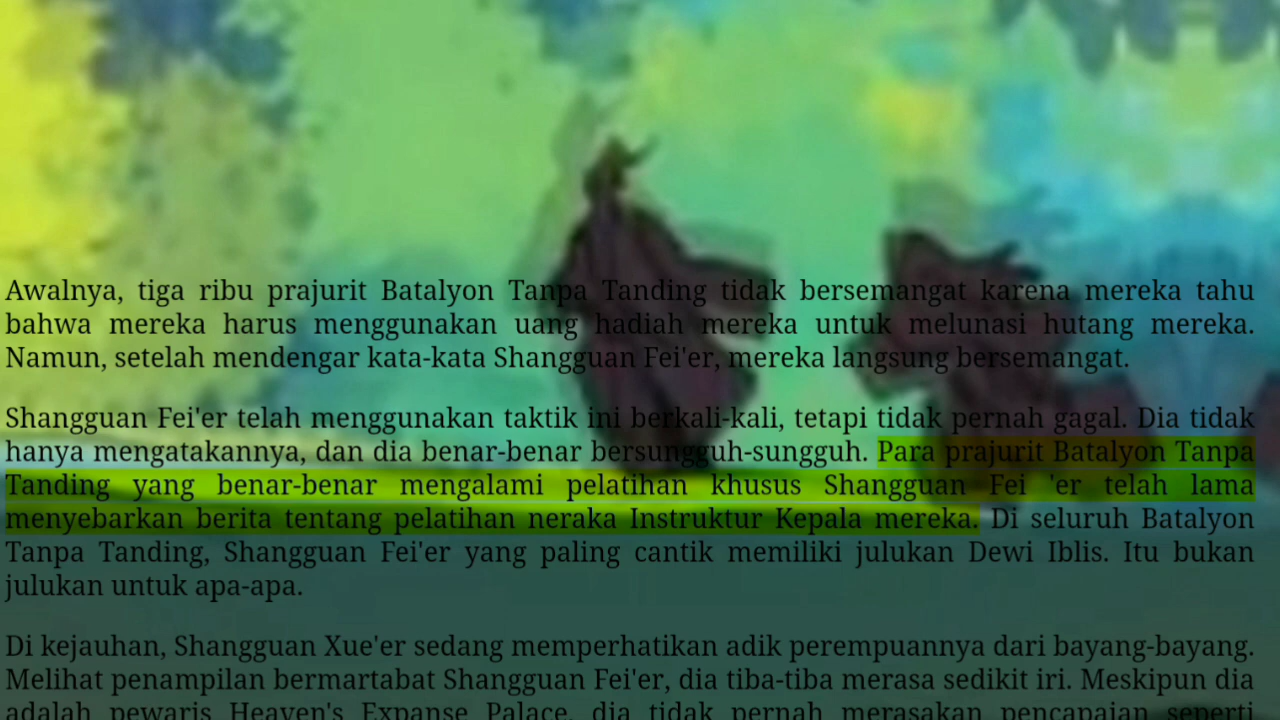 Awalnya, tiga ribu prajurit Batalyon Tanpa Tanding tidak bersemangat karena mereka tahu
bahwa mereka harus menggunakan uang hadiah mereka untuk melunasi hutang mereka.
Namun, setelah mendengar kata-kata Shangguan Fei'er, mereka langsung bersemangat.
Shangguan Fei'er telah menggunakan taktik ini berkali-kali, tetapi tidak pernah gagal. Dia tidak
hanya mengatakannya, dan dia benar-benar bersungguh-sungguh. Para prajurit Batalyon Tanpa
Tanding yang benar-benar mengalami pelatihan khusus Shangguan Fei 'er telah lama
menyebarkan berita tentang pelatihan neraka Instruktur Kepala mereka. Di seluruh Batalyon
Tanpa Tanding, Shangguan Fei'er yang paling cantik memiliki julukan Dewi Iblis. Itu bukan
julukan untuk apa-apa.
Di kejauhan, Shangguan Xue'er sedang memperhatikan adik perempuannya dari bayang-bayang.
Melihat penampilan bermartabat Shangguan Fei'er, dia tiba-tiba merasa sedikit iri. Meskipun dia
adalah pewaris Heaven's Expanse Palace, dia tidak pernah merasakan pencapaian seperti